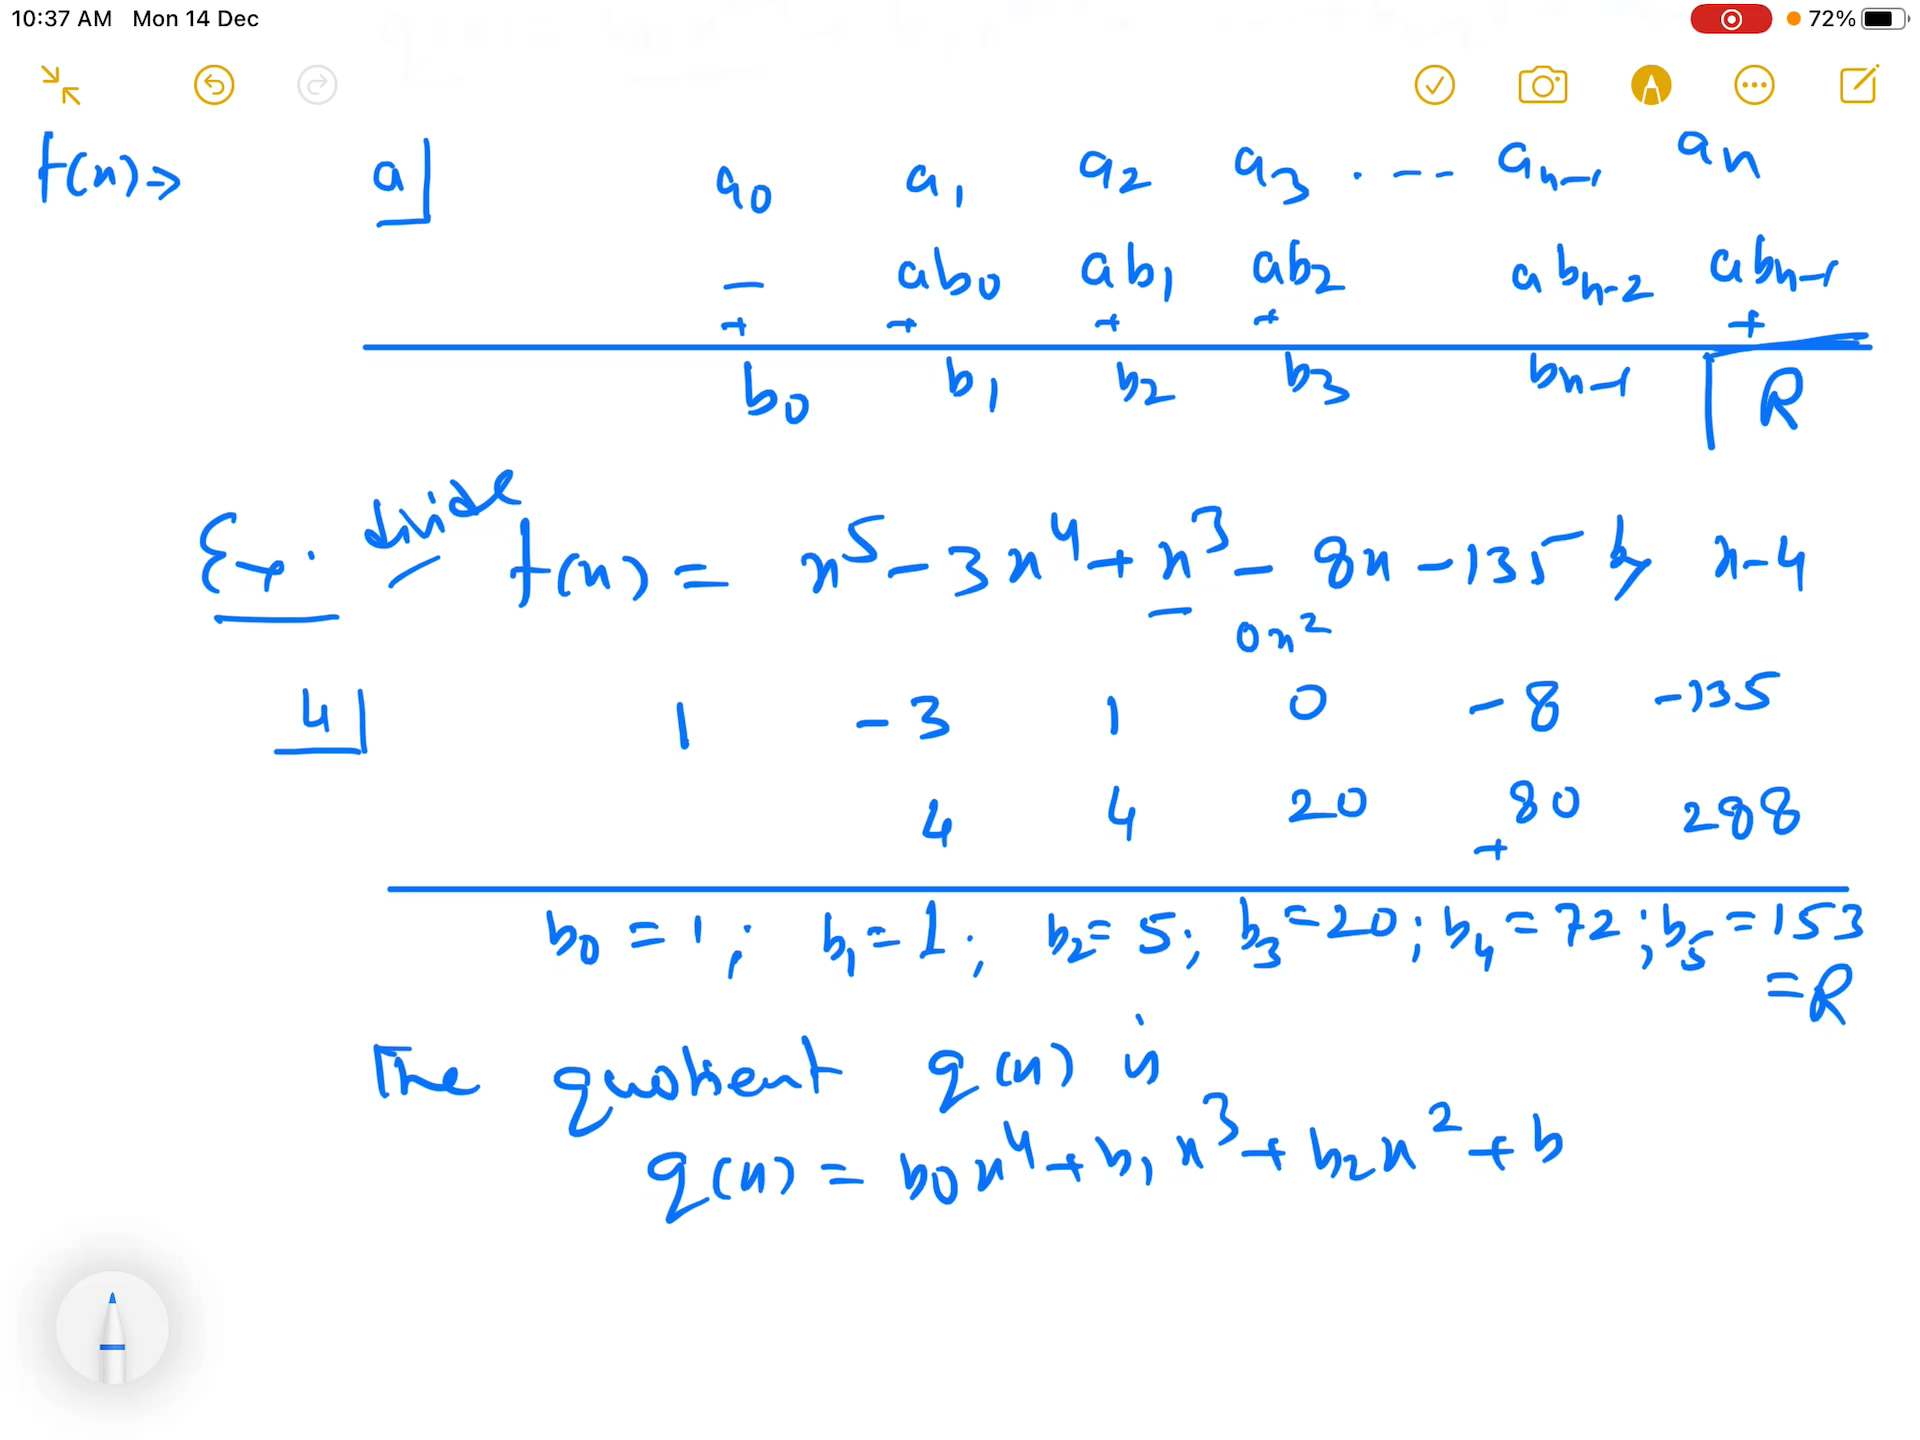 10:37 AM Mon 14 Dec 72%
f(x)→ a a0 a1 a2 a3 .--- an-1 an
— ab0 ab1 ab2 abn-2 abn-1
+ + + + +
b0 b1 b2 b3 bn-1 R
Ex. divide f(x) = x⁵ - 3x⁴ + x³ - 8x - 135 by x-4
0x²
4 1 -3 1 0 -8 -135
4 4 20 80 288
+
b0 = 1; b1 = 1; b2 = 5; b3 = 20; b4 = 72; b5 = 153
= R
The quotient q(x) is
q(x) = b0x⁴ + b1x³ + b2x² + b